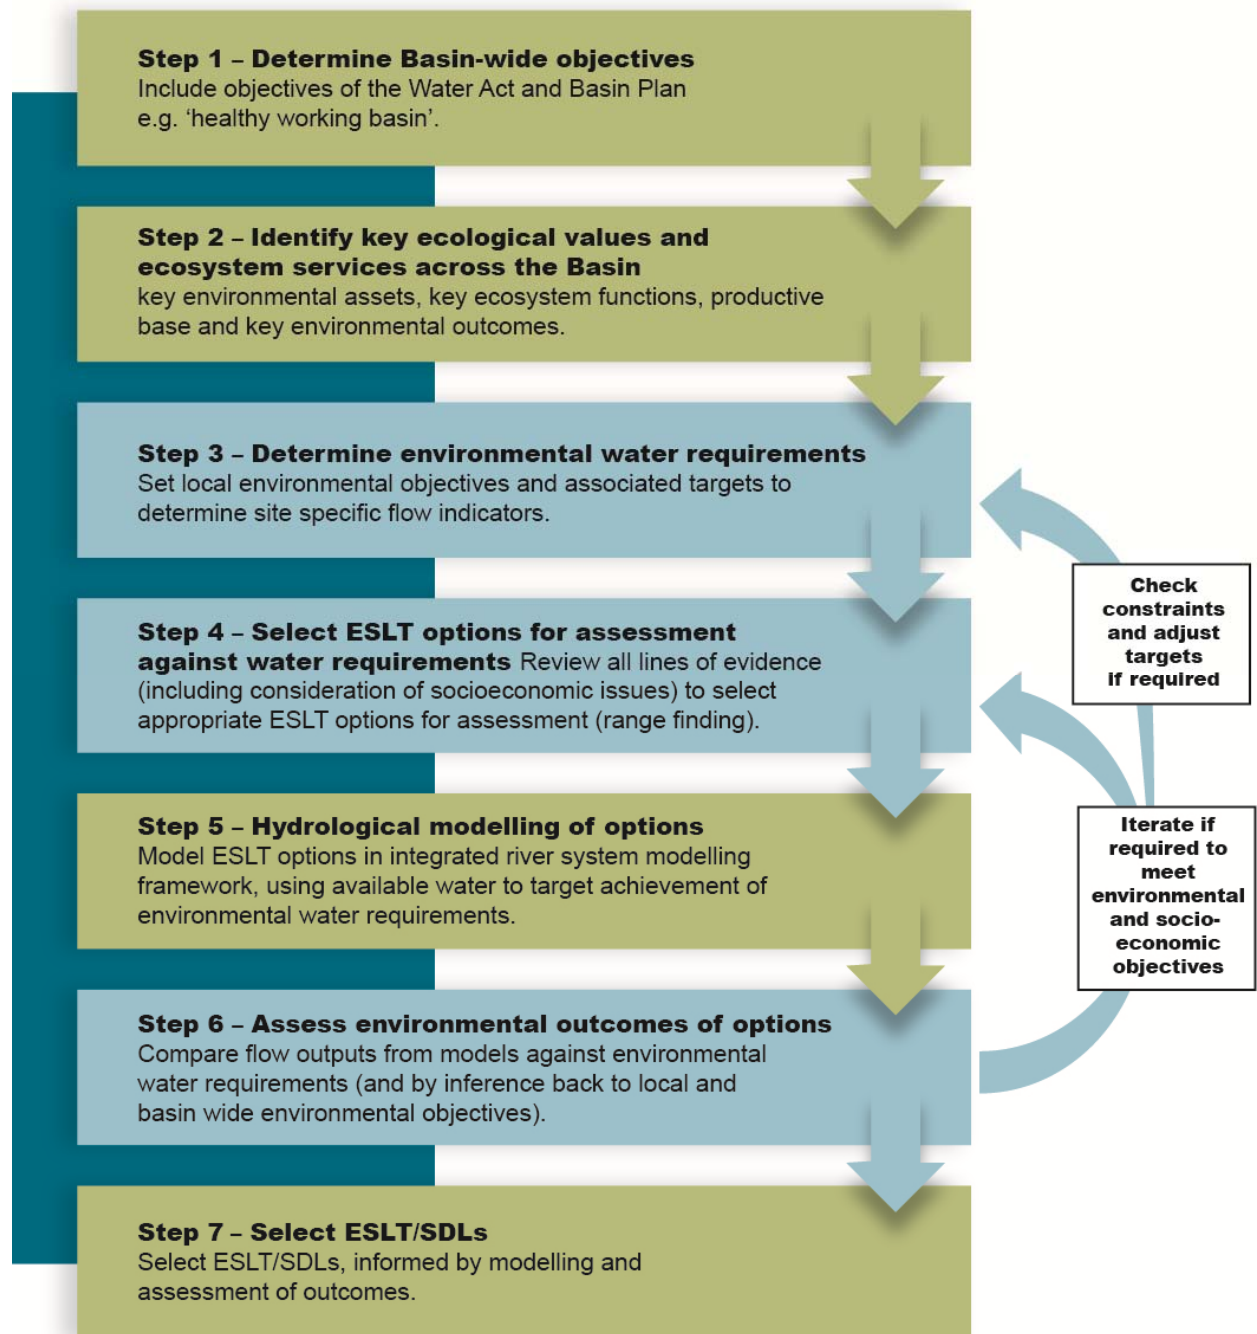 Step 1 – Determine Basin-wide objectives
Include objectives of the Water Act and Basin Plan
e.g. ‘healthy working basin’.
Step 2 – Identify key ecological values and
ecosystem services across the Basin
key environmental assets, key ecosystem functions, productive
base and key environmental outcomes.
Step 3 – Determine environmental water requirements
Set local environmental objectives and associated targets to
determine site specific flow indicators.
Step 4 – Select ESLT options for assessment
against water requirements Review all lines of evidence
(including consideration of socioeconomic issues) to select
appropriate ESLT options for assessment (range finding).
Step 5 – Hydrological modelling of options
Model ESLT options in integrated river system modelling
framework, using available water to target achievement of
environmental water requirements.
Step 6 – Assess environmental outcomes of options
Compare flow outputs from models against environmental
water requirements (and by inference back to local and
basin wide environmental objectives).
Step 7 – Select ESLT/SDLs
Select ESLT/SDLs, informed by modelling and
assessment of outcomes.
Check
constraints
and adjust
targets
if required
Iterate if
required to
meet
environmental
and socio-
economic
objectives